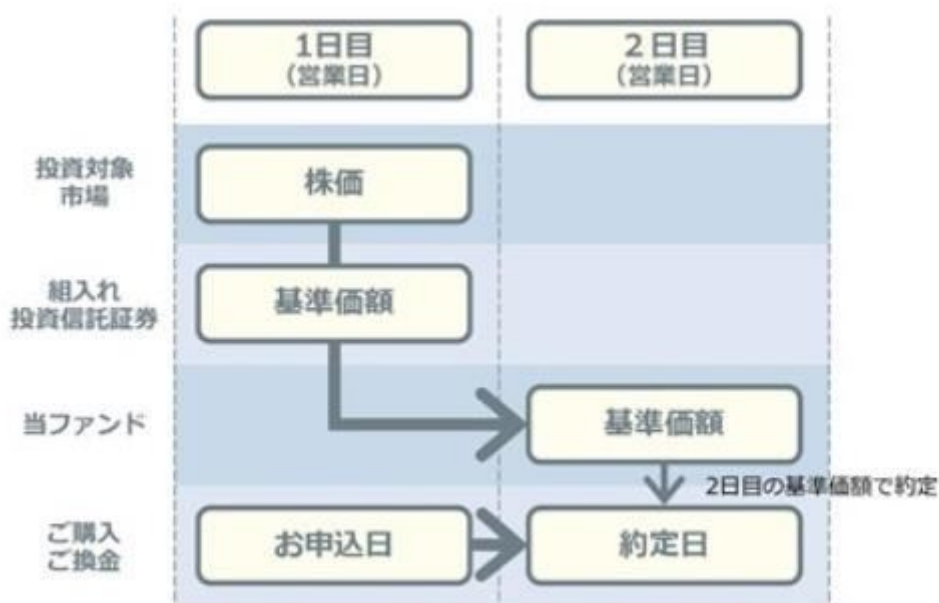 1日目
(営業日)
2日目
(営業日)
投資対象
市場
株価
組入れ
投資信託証券
基準価額
当ファンド
基準価額
2日目の基準価額で約定
ご購入
ご換金
お申込日
約定日